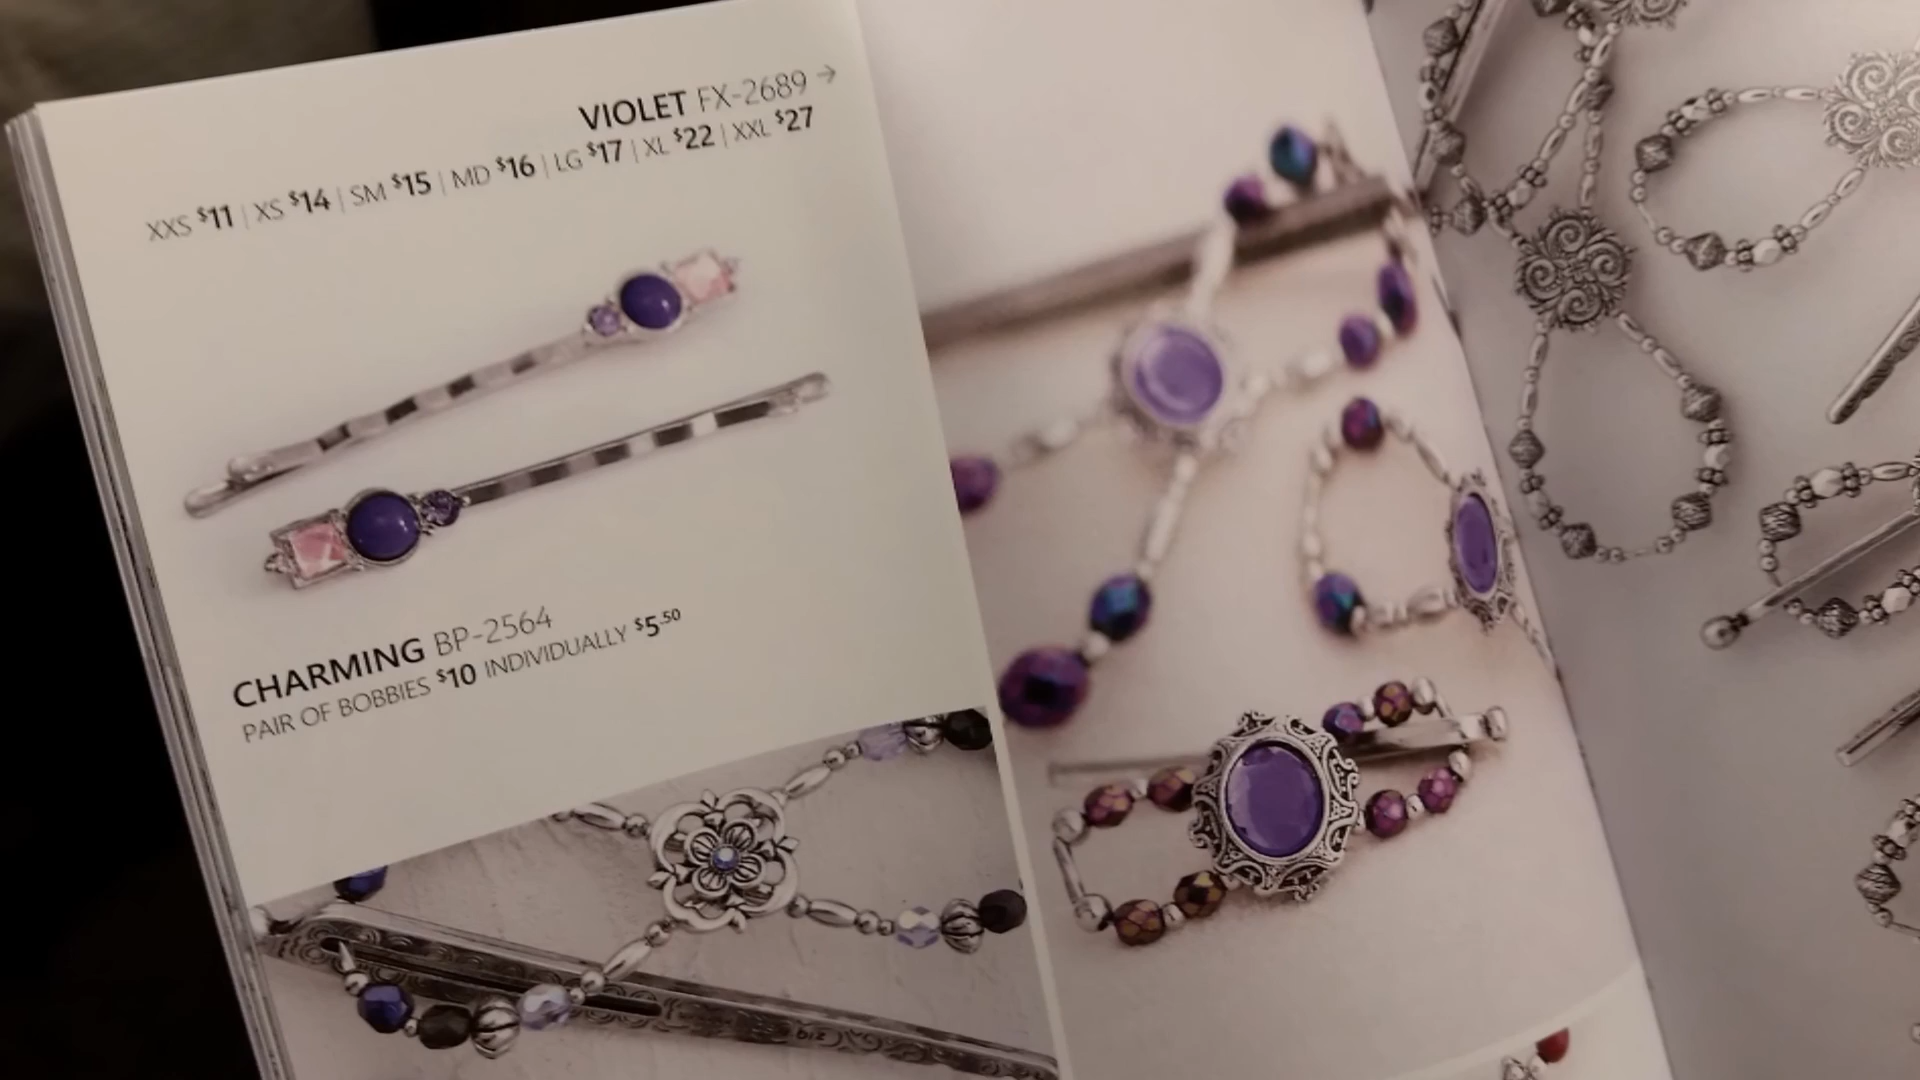 VIOLET FX-2689 →
XXS $11 | XS $14 | SM $15 | MD $16 | LG $17 | XL $22 | XXL $27
CHARMING BP-2564
PAIR OF BOBBIES $10 INDIVIDUALLY $5.50
biz